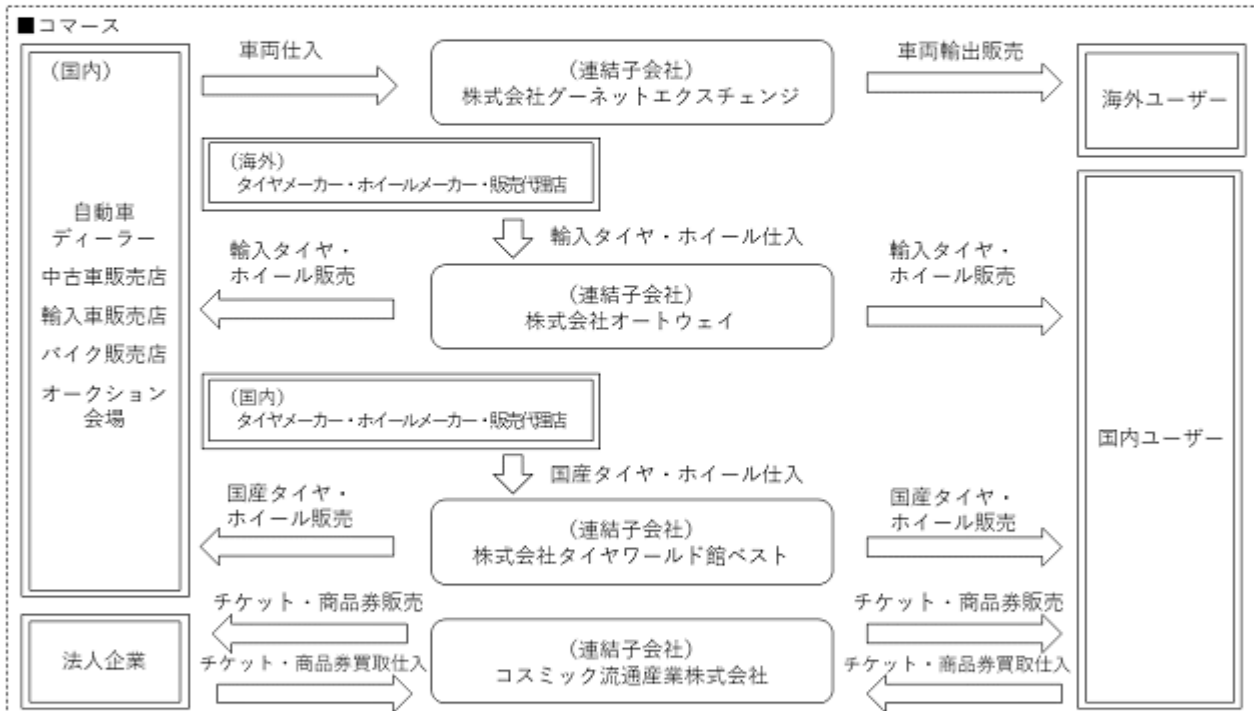 ■コマース
(国内)
自動車
ディーラー
中古車販売店
輸入車販売店
バイク販売店
オークション
会場
車両仕入
(連結子会社)
株式会社グーネットエクスチェンジ
車両輸出販売
海外ユーザー
(海外)
タイヤメーカー・ホイールメーカー・販売代理店
輸入タイヤ・ホイール仕入
輸入タイヤ・
ホイール販売
(連結子会社)
株式会社オートウェイ
輸入タイヤ・
ホイール販売
(国内)
タイヤメーカー・ホイールメーカー・販売代理店
国内ユーザー
国産タイヤ・ホイール仕入
国産タイヤ・
ホイール販売
(連結子会社)
株式会社タイヤワールド館ベスト
国産タイヤ・
ホイール販売
チケット・商品券販売
チケット・商品券販売
法人企業
(連結子会社)
コスミック流通産業株式会社
チケット・商品券買取仕入
チケット・商品券買取仕入